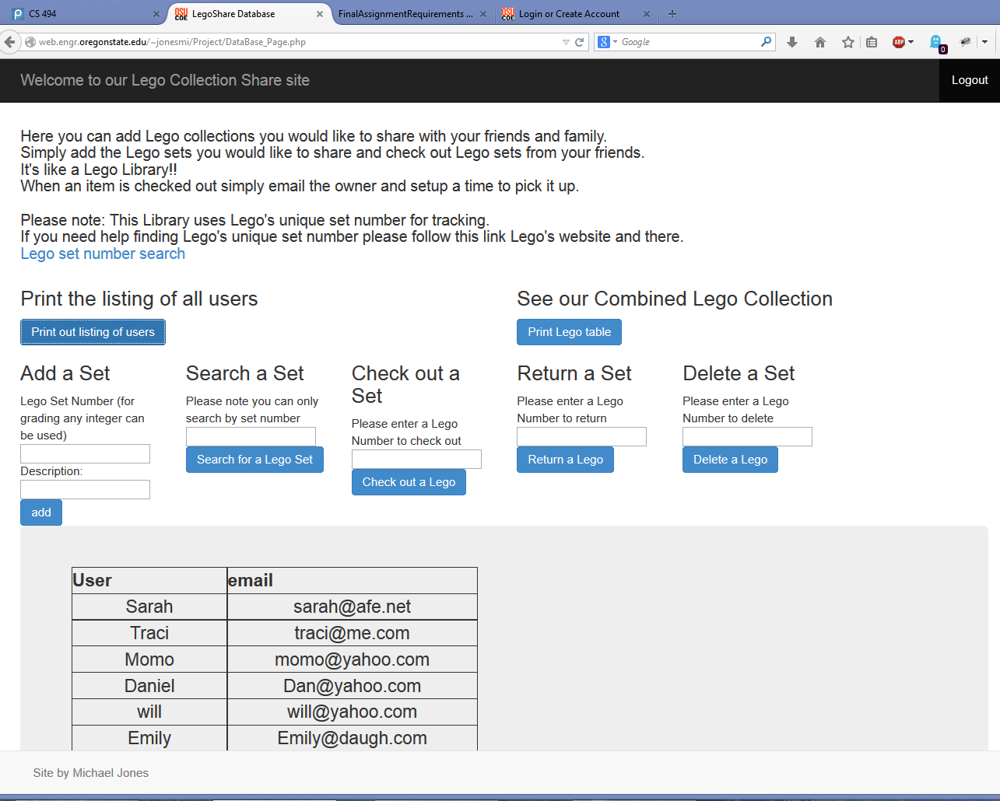 CS 494
LegoShare Database
FinalAssignmentRequirements ...
Login or Create Account
web.engr.oregonstate.edu/~jonesmi/Project/DataBase_Page.php
Google
ABP
0
Welcome to our Lego Collection Share site
Logout
Here you can add Lego collections you would like to share with your friends and family.
Simply add the Lego sets you would like to share and check out Lego sets from your friends.
It's like a Lego Library!!
When an item is checked out simply email the owner and setup a time to pick it up.
Please note: This Library uses Lego's unique set number for tracking.
If you need help finding Lego's unique set number please follow this link Lego's website and there.
Lego set number search
Print the listing of all users
Print out listing of users
See our Combined Lego Collection
Print Lego table
Add a Set
Lego Set Number (for
grading any integer can
be used)
Description:
add
Search a Set
Please note you can only
search by set number
Search for a Lego Set
Check out a
Set
Please enter a Lego
Number to check out
Check out a Lego
Return a Set
Please enter a Lego
Number to return
Return a Lego
Delete a Set
Please enter a Lego
Number to delete
Delete a Lego
User email
Sarah sarah@afe.net
Traci traci@me.com
Momo momo@yahoo.com
Daniel Dan@yahoo.com
will will@yahoo.com
Emily Emily@daugh.com
Site by Michael Jones